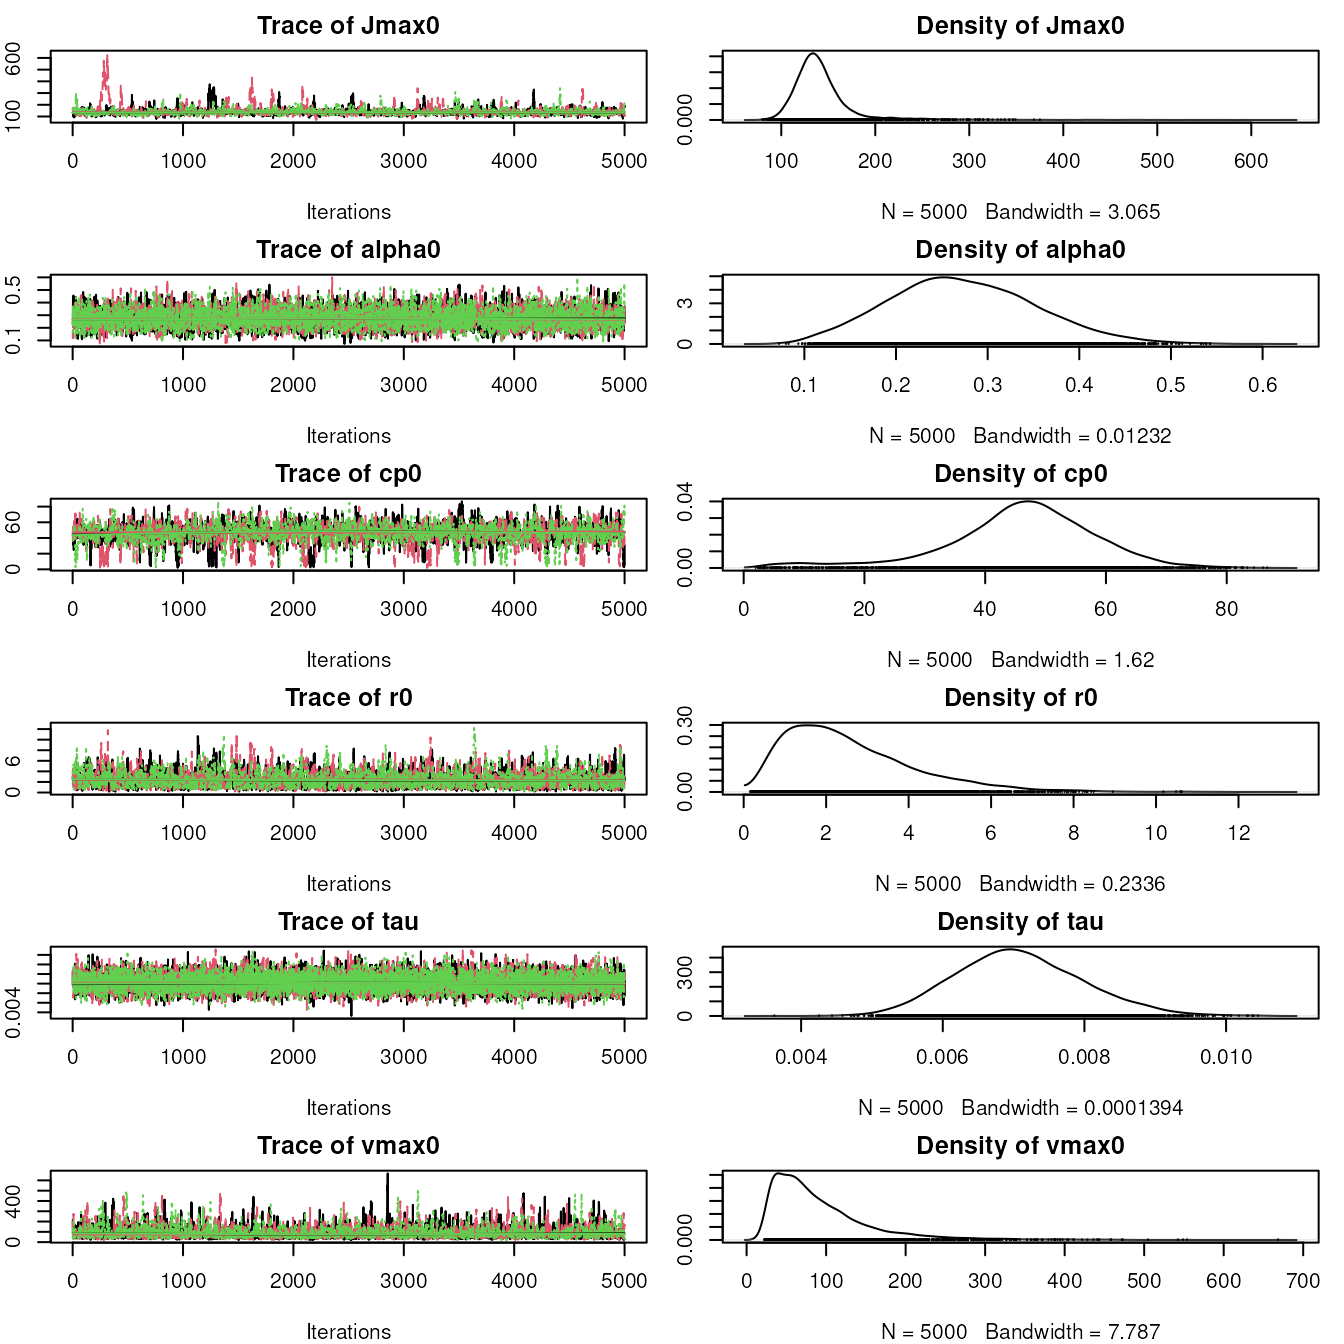 Trace of Jmax0
Density of Jmax0
600
100
0 1000 2000 3000 4000 5000
Iterations
0.000
100 200 300 400 500 600
N = 5000 Bandwidth = 3.065
Trace of alpha0
Density of alpha0
0.5
0.1
0 1000 2000 3000 4000 5000
Iterations
3
0
0.1 0.2 0.3 0.4 0.5 0.6
N = 5000 Bandwidth = 0.01232
Trace of cp0
Density of cp0
60
0
0 1000 2000 3000 4000 5000
Iterations
0.04
0.00
0 20 40 60 80
N = 5000 Bandwidth = 1.62
Trace of r0
Density of r0
6
0
0 1000 2000 3000 4000 5000
Iterations
0.30
0.00
0 2 4 6 8 10 12
N = 5000 Bandwidth = 0.2336
Trace of tau
Density of tau
0.004
0 1000 2000 3000 4000 5000
Iterations
300
0
0.004 0.006 0.008 0.010
N = 5000 Bandwidth = 0.0001394
Trace of vmax0
Density of vmax0
400
0
0 1000 2000 3000 4000 5000
Iterations
0.000
0 100 200 300 400 500 600 700
N = 5000 Bandwidth = 7.787